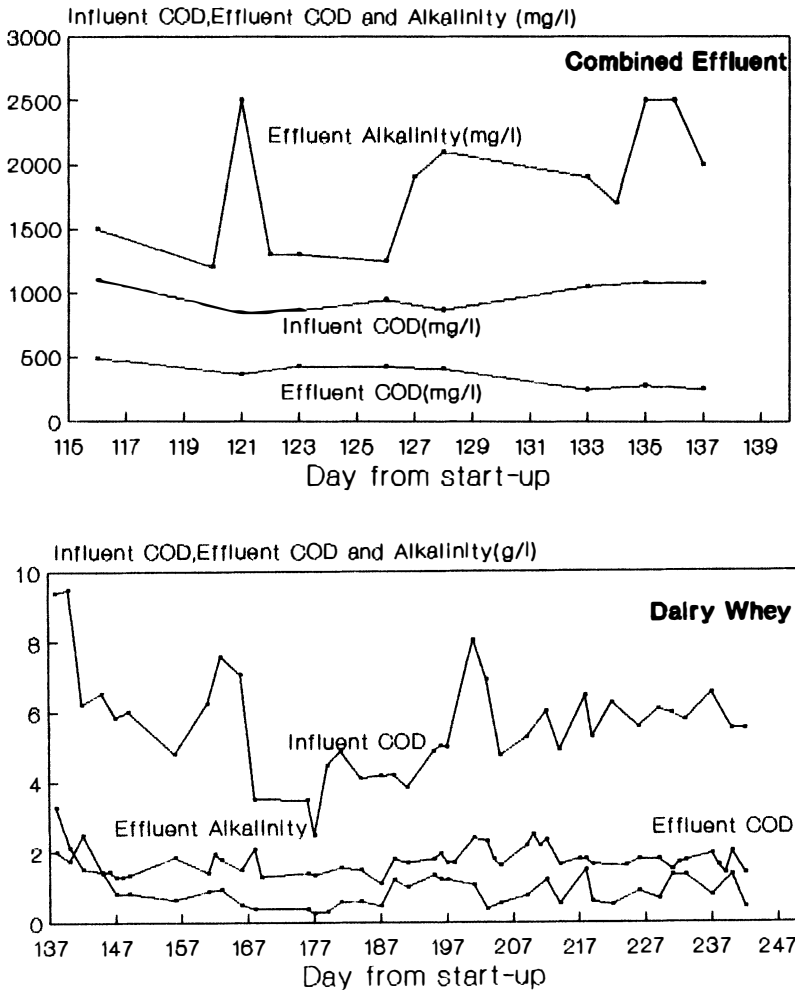 Influent COD,Effluent COD and Alkalinity (mg/l)
3000
Combined Effluent
2500
Effluent Alkalinity(mg/l)
2000
1500
1000
Influent COD(mg/l)
500
Effluent COD(mg/l)
0
115 117 119 121 123 125 127 129 131 133 135 137 139
Day from start-up
Influent COD,Effluent COD and Alkalinity(g/l)
10
Dairy Whey
8
6
Influent COD
4
Effluent Alkalinity
Effluent COD
2
0
137 147 157 167 177 187 197 207 217 227 237 247
Day from start-up